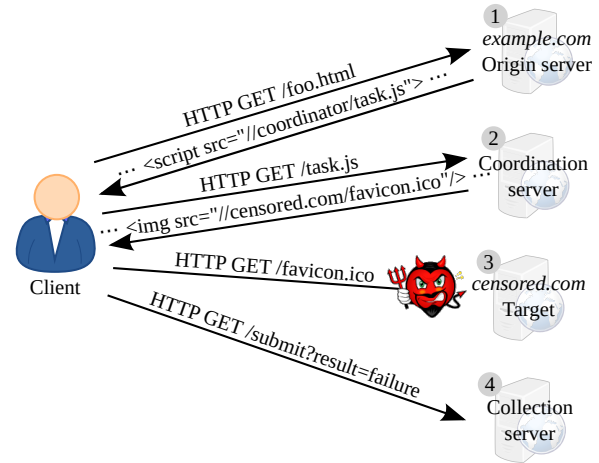 1
example.com
Origin server
HTTP GET /foo.html
... <script src="//coordinator/task.js"> ...
2
Coordination
server
HTTP GET /task.js
... <img src="//censored.com/favicon.ico"/> ...
Client
3
censored.com
Target
HTTP GET /favicon.ico
HTTP GET /submit?result=failure
4
Collection
server